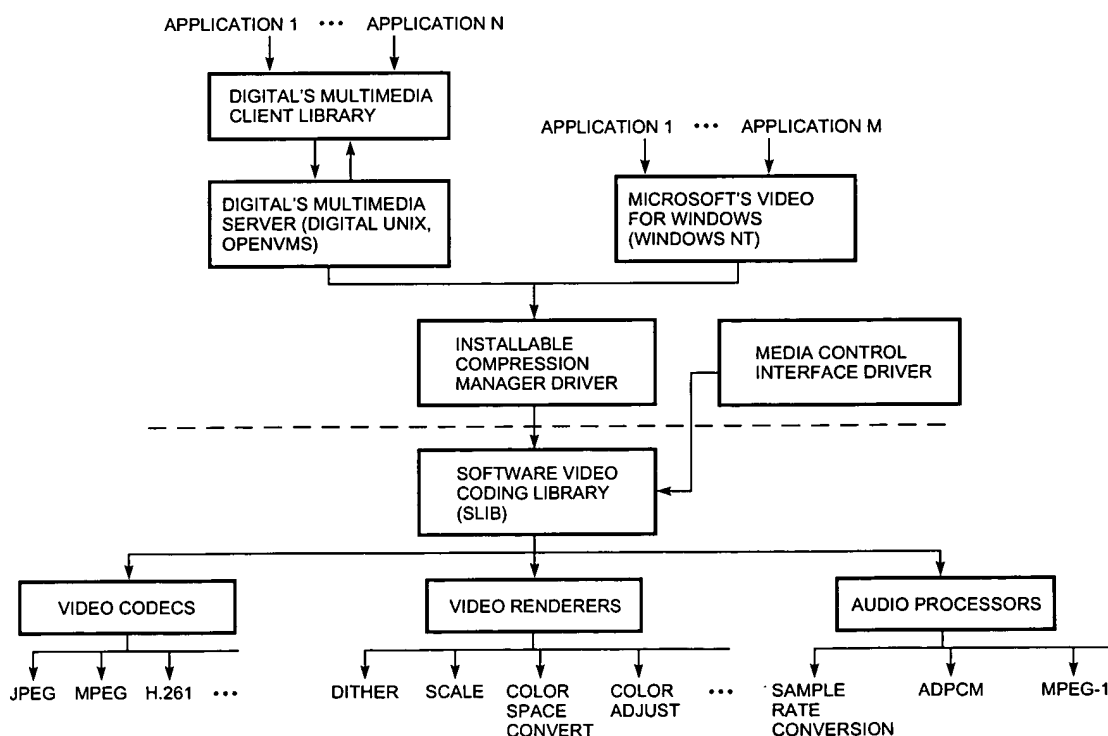 APPLICATION 1 ••• APPLICATION N
DIGITAL'S MULTIMEDIA
CLIENT LIBRARY
APPLICATION 1 ••• APPLICATION M
DIGITAL'S MULTIMEDIA
SERVER (DIGITAL UNIX,
OPENVMS)
MICROSOFT'S VIDEO
FOR WINDOWS
(WINDOWS NT)
INSTALLABLE
COMPRESSION
MANAGER DRIVER
MEDIA CONTROL
INTERFACE DRIVER
SOFTWARE VIDEO
CODING LIBRARY
(SLIB)
VIDEO CODECS
VIDEO RENDERERS
AUDIO PROCESSORS
JPEG MPEG H.261 •••
DITHER
SCALE
COLOR
SPACE
CONVERT
COLOR
ADJUST
•••
SAMPLE
RATE
CONVERSION
ADPCM
MPEG-1